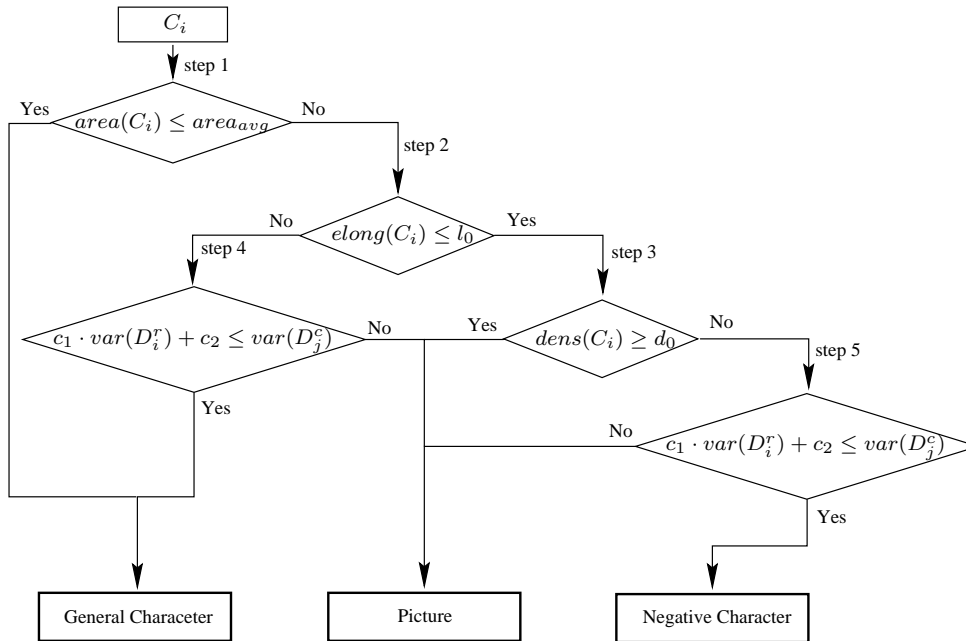 C_i
step 1
Yes
area(C_i) ≤ area_{avg}
No
step 2
No
elong(C_i) ≤ l_0
Yes
step 4
step 3
c_1 · var(D_i^r) + c_2 ≤ var(D_j^c)
No
Yes
dens(C_i) ≥ d_0
No
step 5
Yes
No
c_1 · var(D_i^r) + c_2 ≤ var(D_j^c)
Yes
General Characeter
Picture
Negative Character